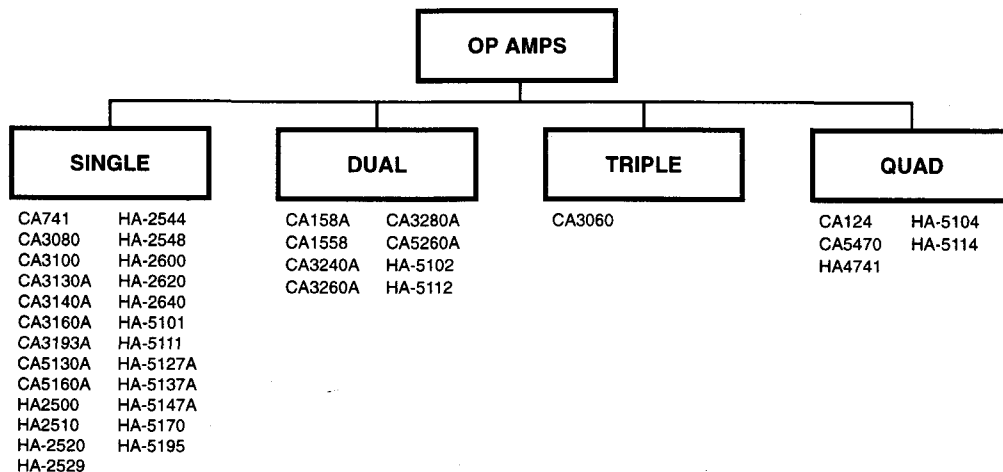 OP AMPS
SINGLE
CA741 HA-2544
CA3080 HA-2548
CA3100 HA-2600
CA3130A HA-2620
CA3140A HA-2640
CA3160A HA-5101
CA3193A HA-5111
CA5130A HA-5127A
CA5160A HA-5137A
HA2500 HA-5147A
HA2510 HA-5170
HA-2520 HA-5195
HA-2529
DUAL
CA158A CA3280A
CA1558 CA5260A
CA3240A HA-5102
CA3260A HA-5112
TRIPLE
CA3060
QUAD
CA124 HA-5104
CA5470 HA-5114
HA4741